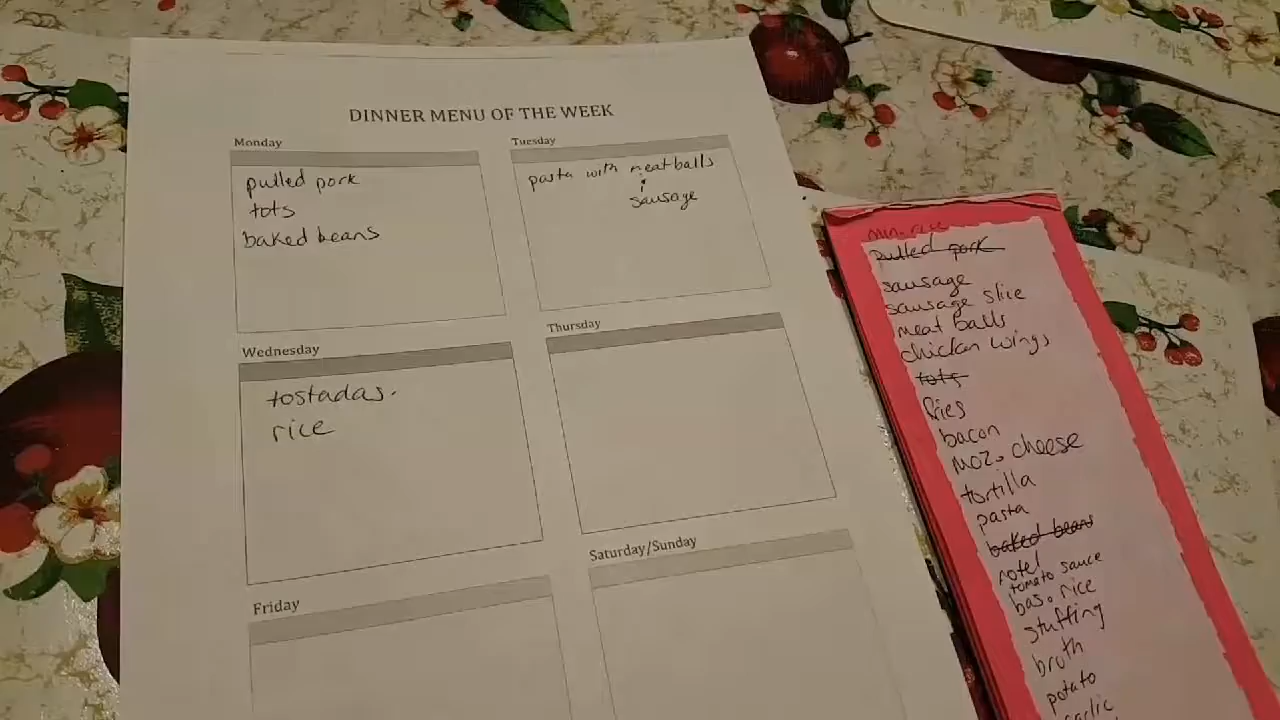 DINNER MENU OF THE WEEK
Monday
pulled pork
tots
baked beans
Tuesday
pasta with meatballs
sausage
Wednesday
tostadas.
rice
Thursday
Friday
Saturday/Sunday
pulled pork
sausage
sausage slice
meat balls
chickan wings
tots
fries
bacon
moz. cheese
tortilla
pasta
baked beans
rotel
tomato sauce
bas. rice
stuffing
broth
potato
garlic